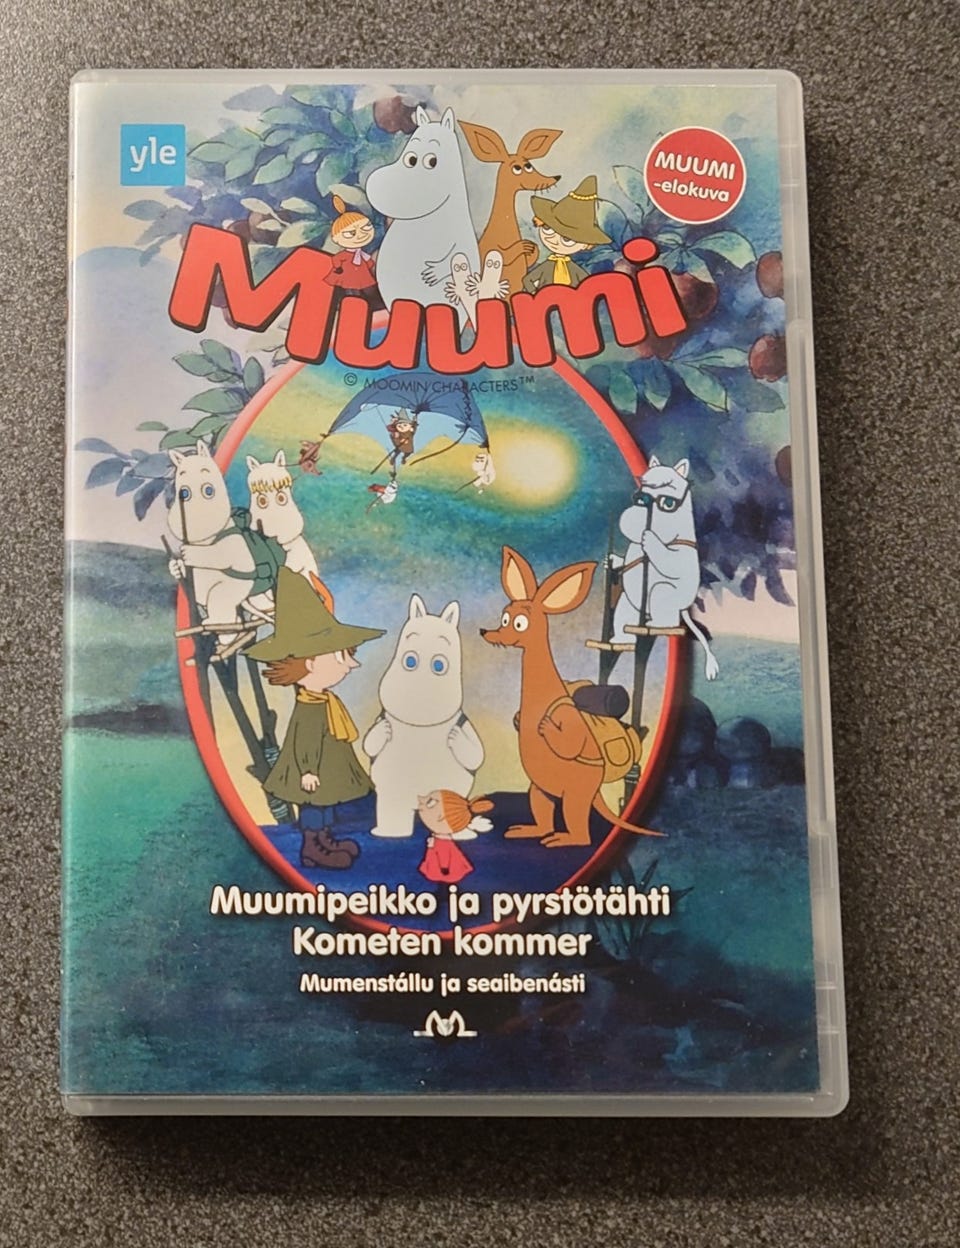 yle
MUUMI
-elokuva
Muumi
© MOOMIN CHARACTERS™
Muumipeikko ja pyrstötähti
Kometen kommer
Mumenstállu ja seaibenásti